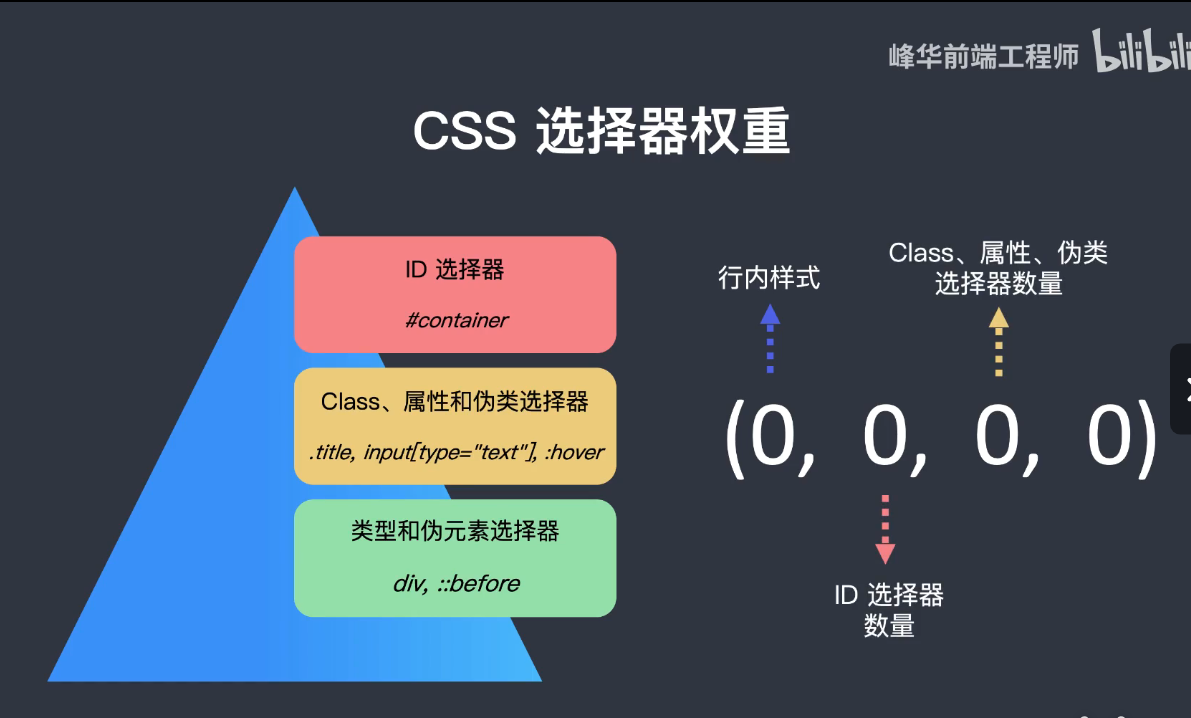 峰华前端工程师 bilibili
CSS 选择器权重
ID 选择器
#container
Class、属性和伪类选择器
.title, input[type="text"], :hover
类型和伪元素选择器
div, ::before
行内样式
Class、属性、伪类
选择器数量
(0, 0, 0, 0)
ID 选择器
数量